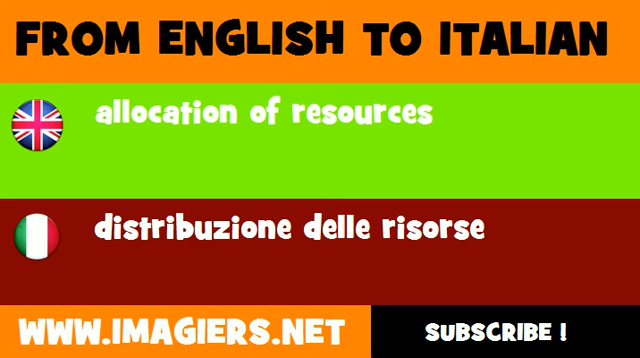 FROM ENGLISH TO ITALIAN
allocation of resources
distribuzione delle risorse
WWW.IMAGIERS.NET
SUBSCRIBE !